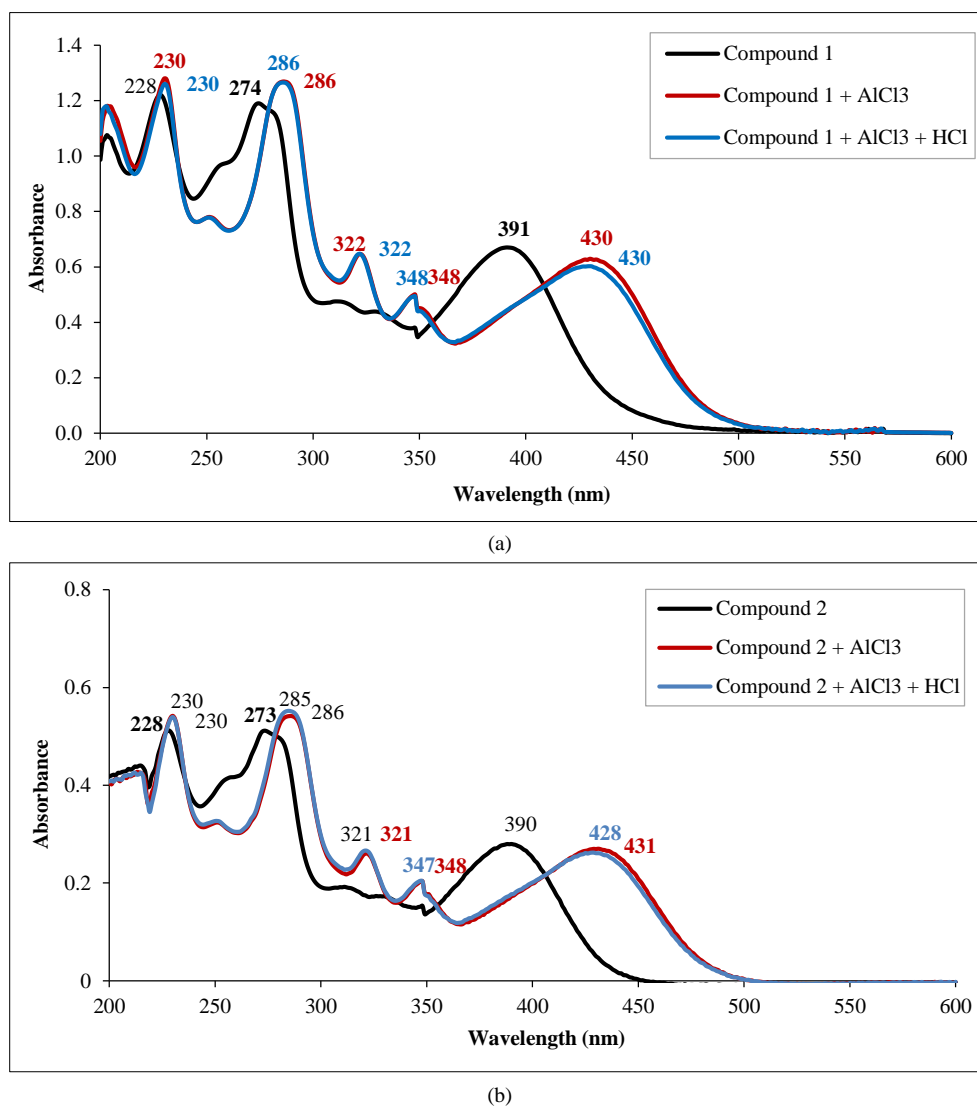 1.4
1.2
1.0
0.8
0.6
0.4
0.2
0.0
Absorbance
230
228
230
274
286
286
322
322
348
348
391
430
430
Compound 1
Compound 1 + AlCl3
Compound 1 + AlCl3 + HCl
200 250 300 350 400 450 500 550 600
Wavelength (nm)
(a)
0.8
0.6
0.4
0.2
0
Absorbance
228
230
230
273
285
286
321
321
347
348
390
428
431
Compound 2
Compound 2 + AlCl3
Compound 2 + AlCl3 + HCl
200 250 300 350 400 450 500 550 600
Wavelength (nm)
(b)